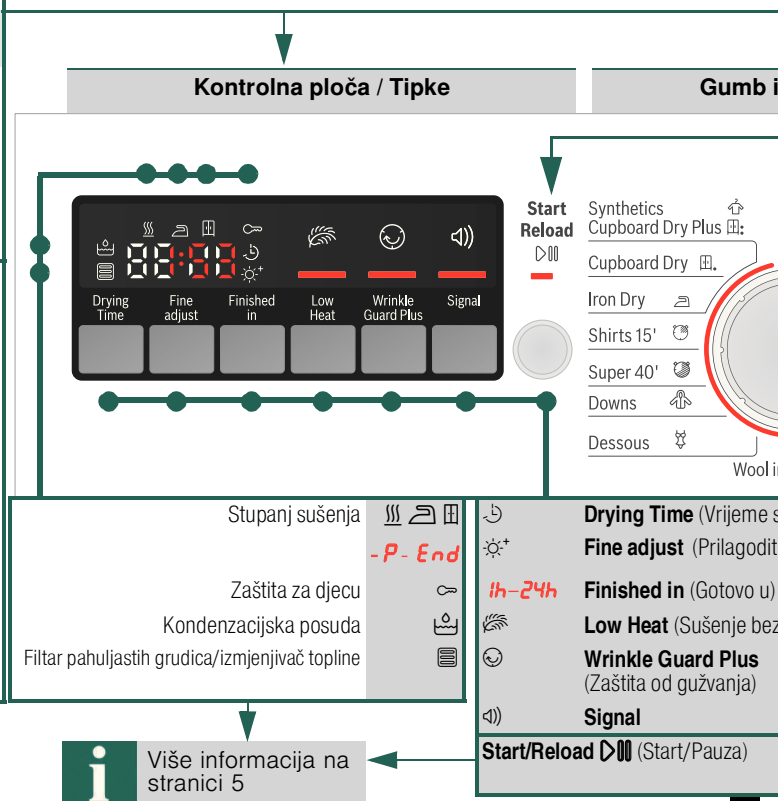 Kontrolna ploča / Tipke
Gumb i
Start
Reload
Synthetics
Cupboard Dry Plus
Cupboard Dry
Iron Dry
Shirts 15'
Super 40'
Downs
Dessous
Wool i
88:88
Drying
Time
Fine
adjust
Finished
in
Low
Heat
Wrinkle
Guard Plus
Signal
Stupanj sušenja
-P- End
Zaštita za djecu
Kondenzacijska posuda
Filtar pahuljastih grudica/izmjenjivač topline
Drying Time (Vrijeme s
Fine adjust (Prilagodit
1h–24h Finished in (Gotovo u)
Low Heat (Sušenje bez
Wrinkle Guard Plus
(Zaštita od gužvanja)
Signal
Start/Reload (Start/Pauza)
i
Više informacija na
stranici 5